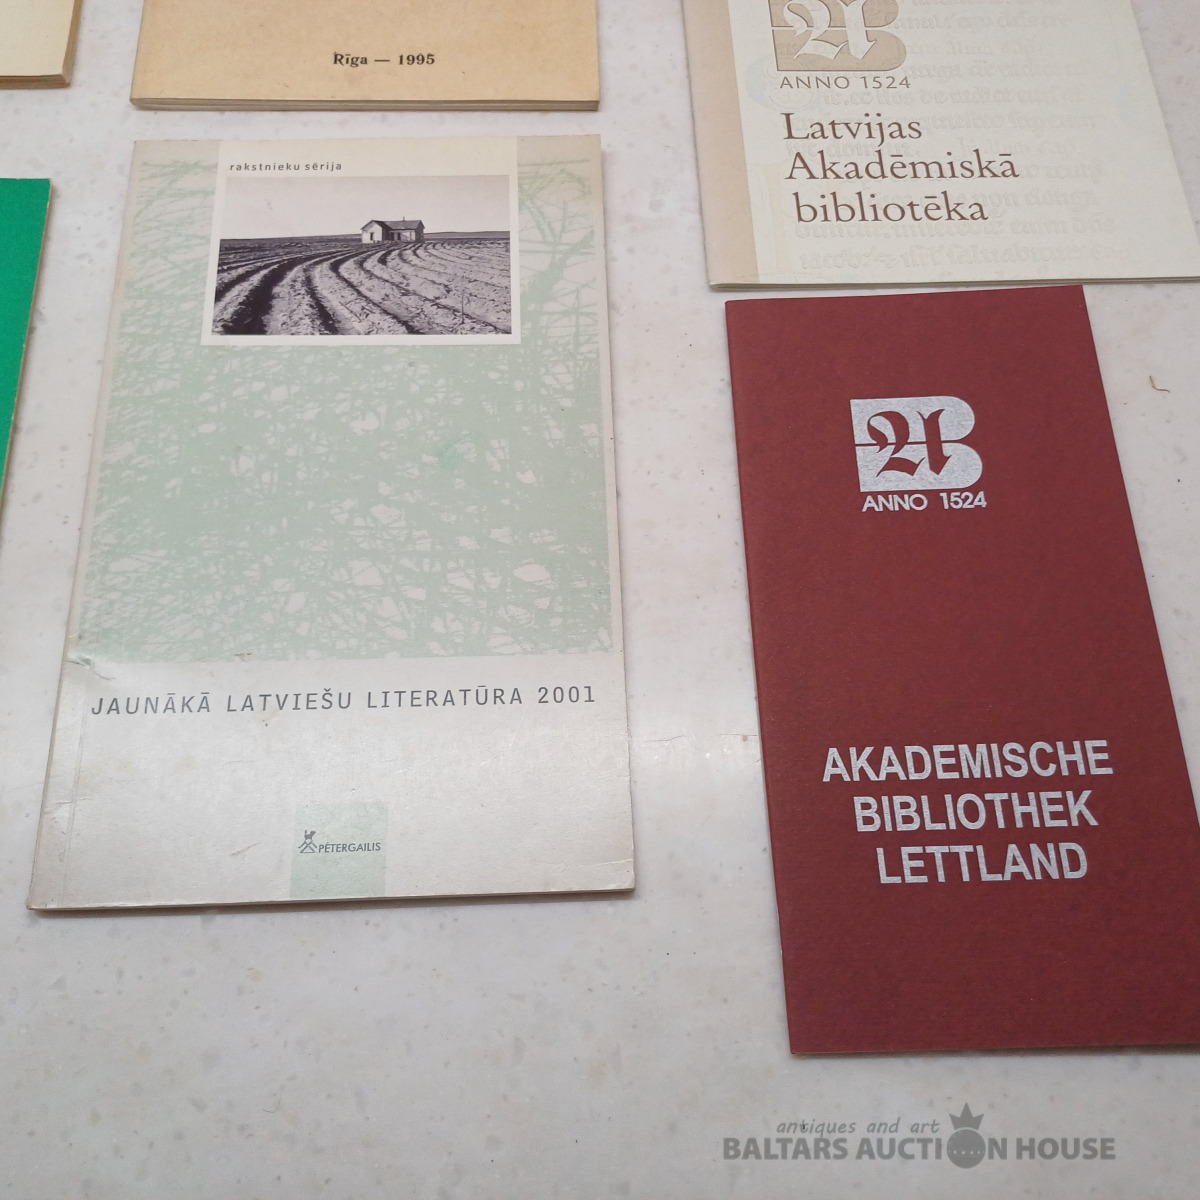 Rīga — 1995
ANNO 1524
Latvijas
Akadēmiskā
bibliotēka
rakstnieku sērija
JAUNĀKĀ LATVIEŠU LITERATŪRA 2001
PĒTERGAILIS
ANNO 1524
AKADEMISCHE
BIBLIOTHEK
LETTLAND
antiques and art
BALTARS AUCTION HOUSE